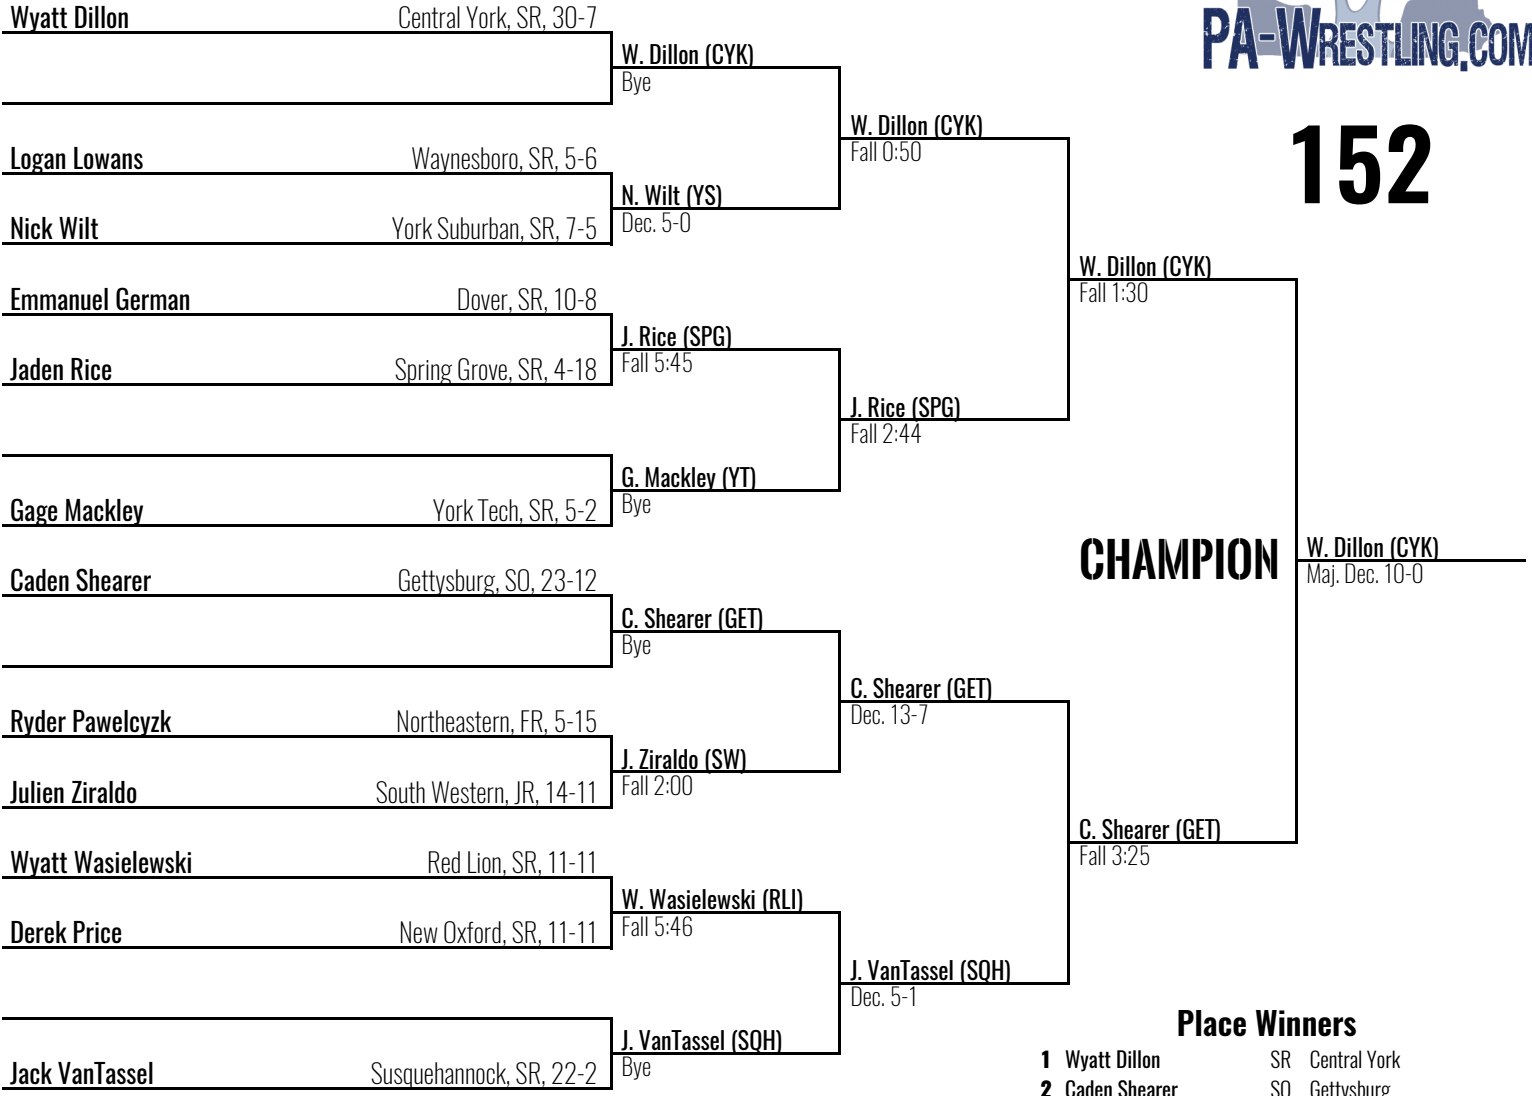 PA-WRESTLING.COM
152
Wyatt Dillon Central York, SR, 30-7
W. Dillon (CYK)
Bye
W. Dillon (CYK)
Fall 0:50
Logan Lowans Waynesboro, SR, 5-6
N. Wilt (YS)
Dec. 5-0
Nick Wilt York Suburban, SR, 7-5
W. Dillon (CYK)
Fall 1:30
Emmanuel German Dover, SR, 10-8
J. Rice (SPG)
Fall 5:45
Jaden Rice Spring Grove, SR, 4-18
J. Rice (SPG)
Fall 2:44
G. Mackley (YT)
Bye
Gage Mackley York Tech, SR, 5-2
CHAMPION
W. Dillon (CYK)
Maj. Dec. 10-0
Caden Shearer Gettysburg, SO, 23-12
C. Shearer (GET)
Bye
C. Shearer (GET)
Dec. 13-7
Ryder Pawelcyzk Northeastern, FR, 5-15
J. Ziraldo (SW)
Fall 2:00
Julien Ziraldo South Western, JR, 14-11
C. Shearer (GET)
Fall 3:25
Wyatt Wasielewski Red Lion, SR, 11-11
W. Wasielewski (RLI)
Fall 5:46
Derek Price New Oxford, SR, 11-11
J. VanTassel (SQH)
Dec. 5-1
J. VanTassel (SQH)
Bye
Jack VanTassel Susquehannock, SR, 22-2
Place Winners
1 Wyatt Dillon SR Central York
2 Caden Shearer SO Gettysburg